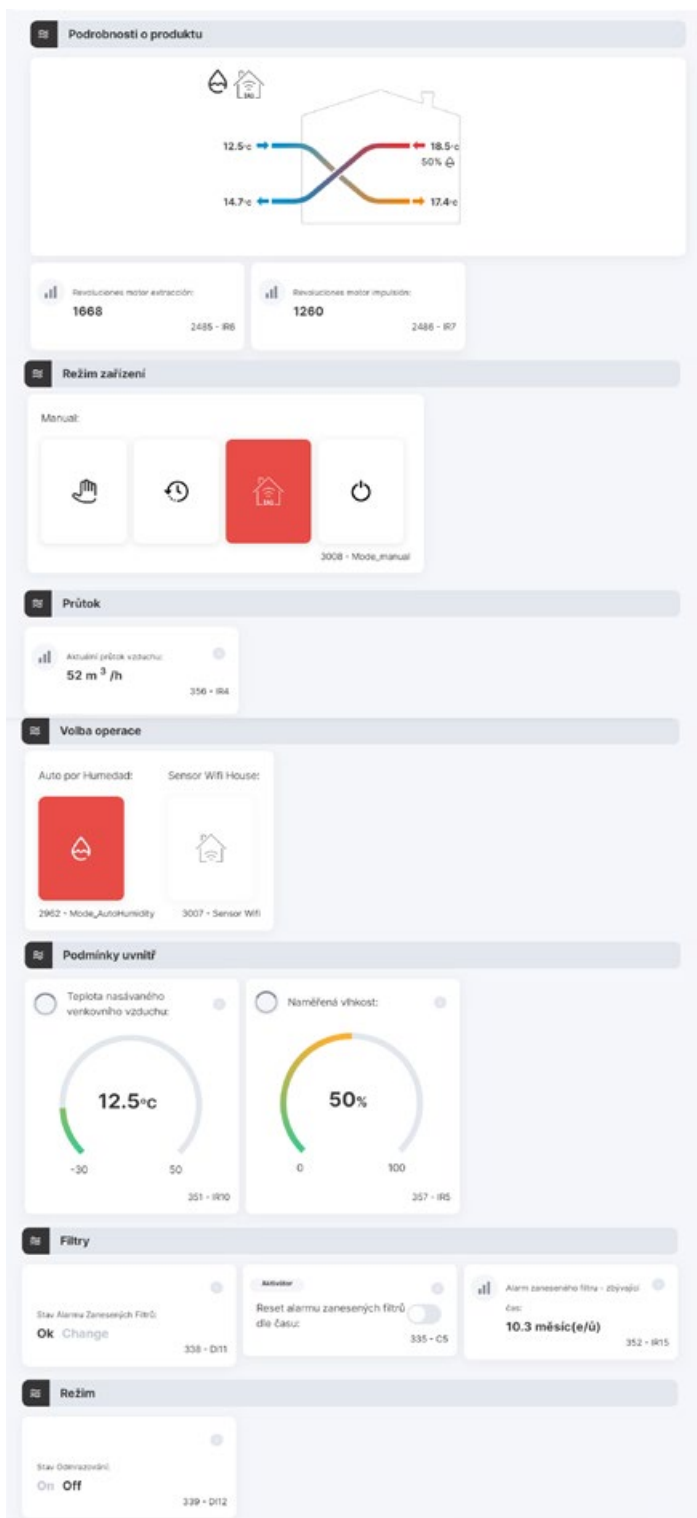 Podrobnosti o produktu
IAQ
12.5°c
18.5°c
50%
14.7°c
17.4°c
Revoluciones motor extracción:
1668
2485 - IR6
Revoluciones motor impulsión:
1260
2486 - IR7
Režim zařízení
Manual:
IAQ
3008 - Mode_manual
Průtok
Aktuální průtok vzduchu:
52 m 3 /h
356 - IR4
Volba operace
Auto por Humedad:
Sensor Wifi House:
2962 - Mode_AutoHumidity
3007 - Sensor Wifi
Podmínky uvnitř
Teplota nasávaného
venkovního vzduchu:
12.5°c
-30
50
351 - IR10
Naměřená vlhkost:
50%
0
100
357 - IR5
Filtry
Stav Alarmu Zanesených Filtrů:
Ok Change
338 - DI11
Aktivátor
Reset alarmu zanesených filtrů
dle času:
335 - C5
Alarm zaneseného filtru - zbývající
čas:
10.3 měsíc(e/ů)
352 - IR15
Režim
Stav Odmrazování:
On Off
339 - DI12